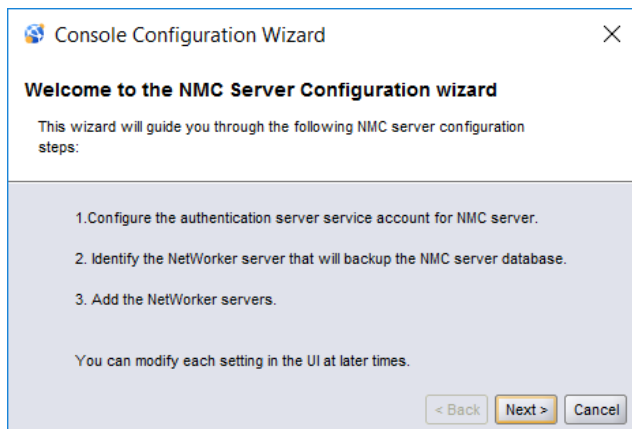 Console Configuration Wizard
Welcome to the NMC Server Configuration wizard
This wizard will guide you through the following NMC server configuration
steps:
1.Configure the authentication server service account for NMC server.
2. Identify the NetWorker server that will backup the NMC server database.
3. Add the NetWorker servers.
You can modify each setting in the UI at later times.
< Back Next > Cancel